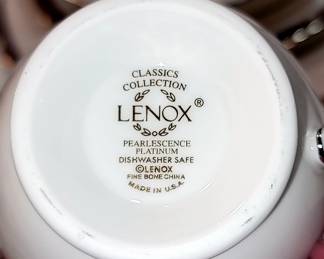 CLASSICS
COLLECTION
LENOX®
PEARLESCENCE
PLATINUM
DISHWASHER SAFE
©LENOX
FINE BONE CHINA
MADE IN U.S.A.